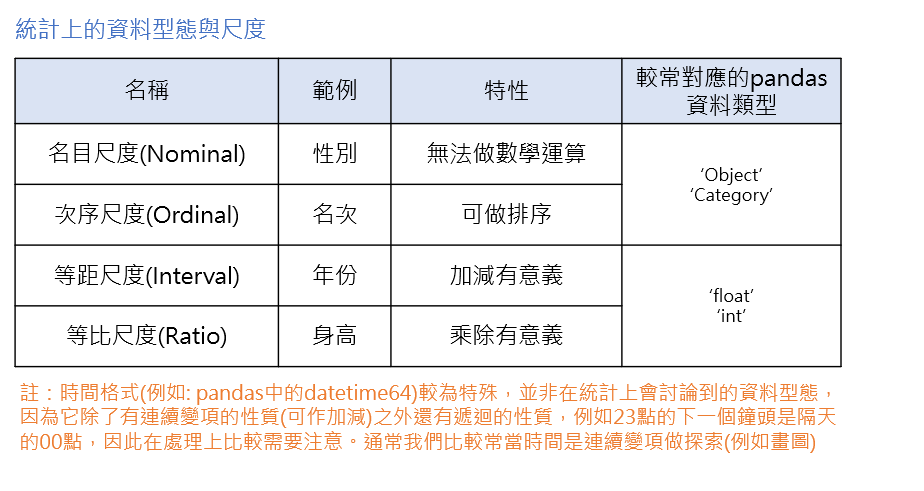 統計上的資料型態與尺度
名稱 範例 特性 較常對應的pandas
資料類型
名目尺度(Nominal) 性別 無法做數學運算
‘Object’
‘Category’
次序尺度(Ordinal) 名次 可做排序
等距尺度(Interval) 年份 加減有意義
‘float’
‘int’
等比尺度(Ratio) 身高 乘除有意義
註：時間格式(例如: pandas中的datetime64)較為特殊，並非在統計上會討論到的資料型態，
因為它除了有連續變項的性質(可作加減)之外還有遞迴的性質，例如23點的下一個鐘頭是隔天
的00點，因此在處理上比較需要注意。通常我們比較常當時間是連續變項做探索(例如畫圖)